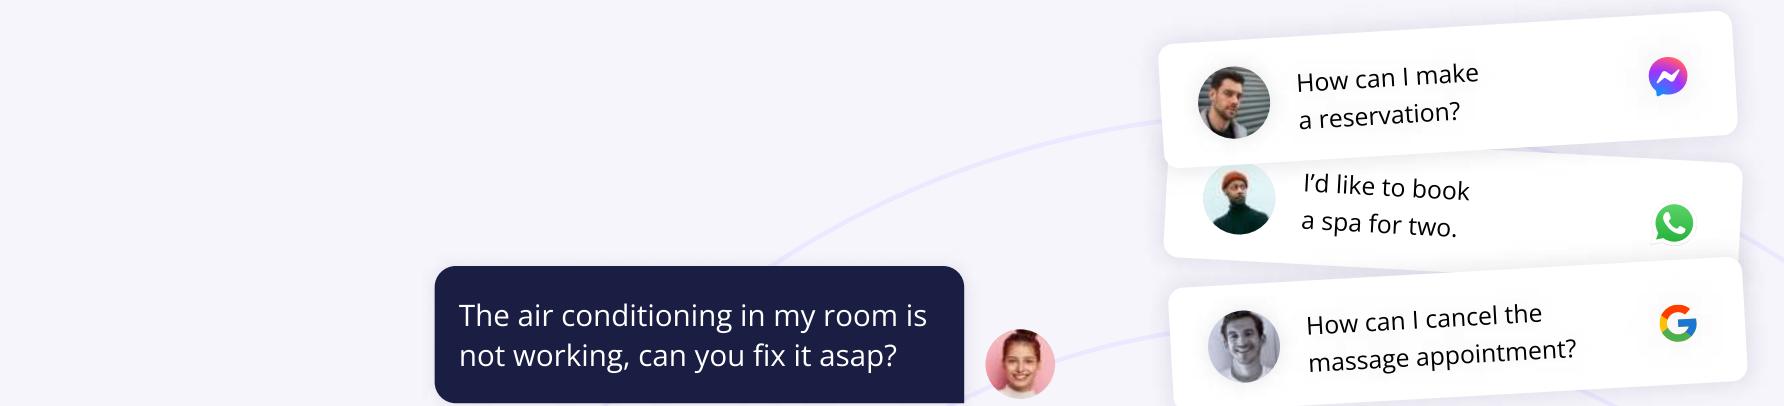 How can I make
a reservation?
I’d like to book
a spa for two.
The air conditioning in my room is
not working, can you fix it asap?
How can I cancel the
massage appointment?